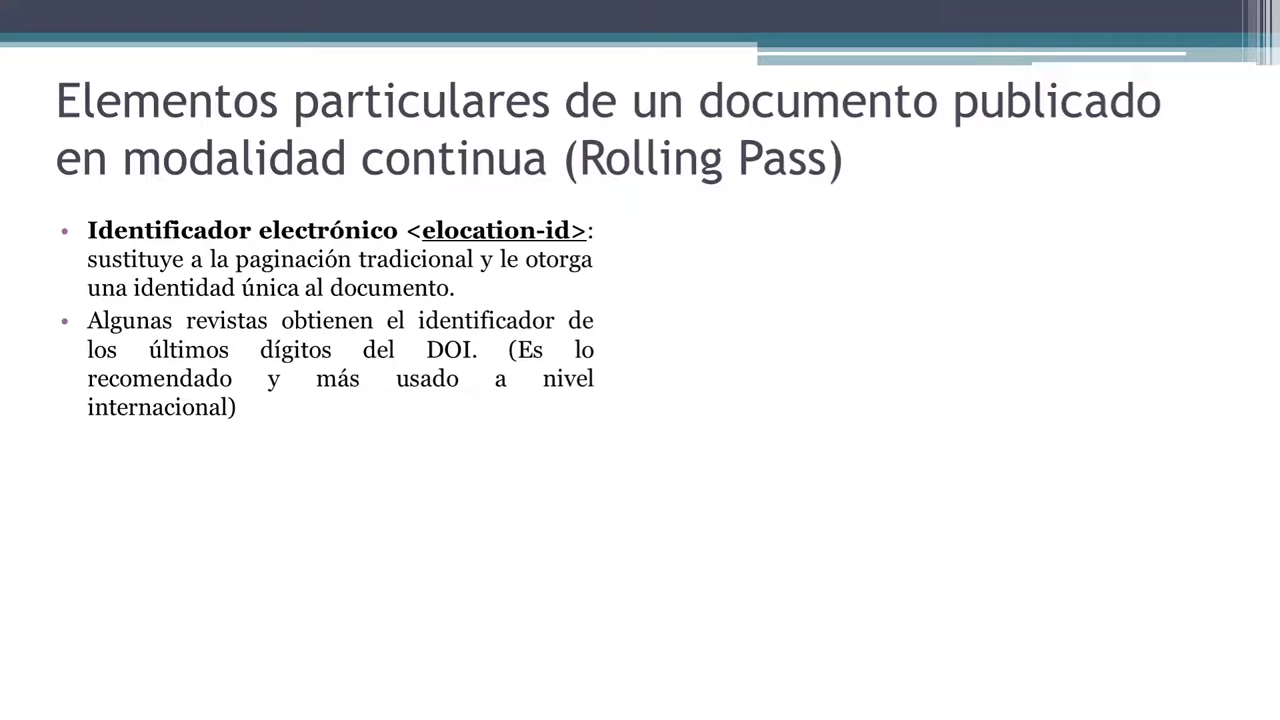 Elementos particulares de un documento publicado
en modalidad continua (Rolling Pass)
• Identificador electrónico <elocation-id>:
sustituye a la paginación tradicional y le otorga
una identidad única al documento.
• Algunas revistas obtienen el identificador de
los últimos dígitos del DOI. (Es lo
recomendado y más usado a nivel
internacional)